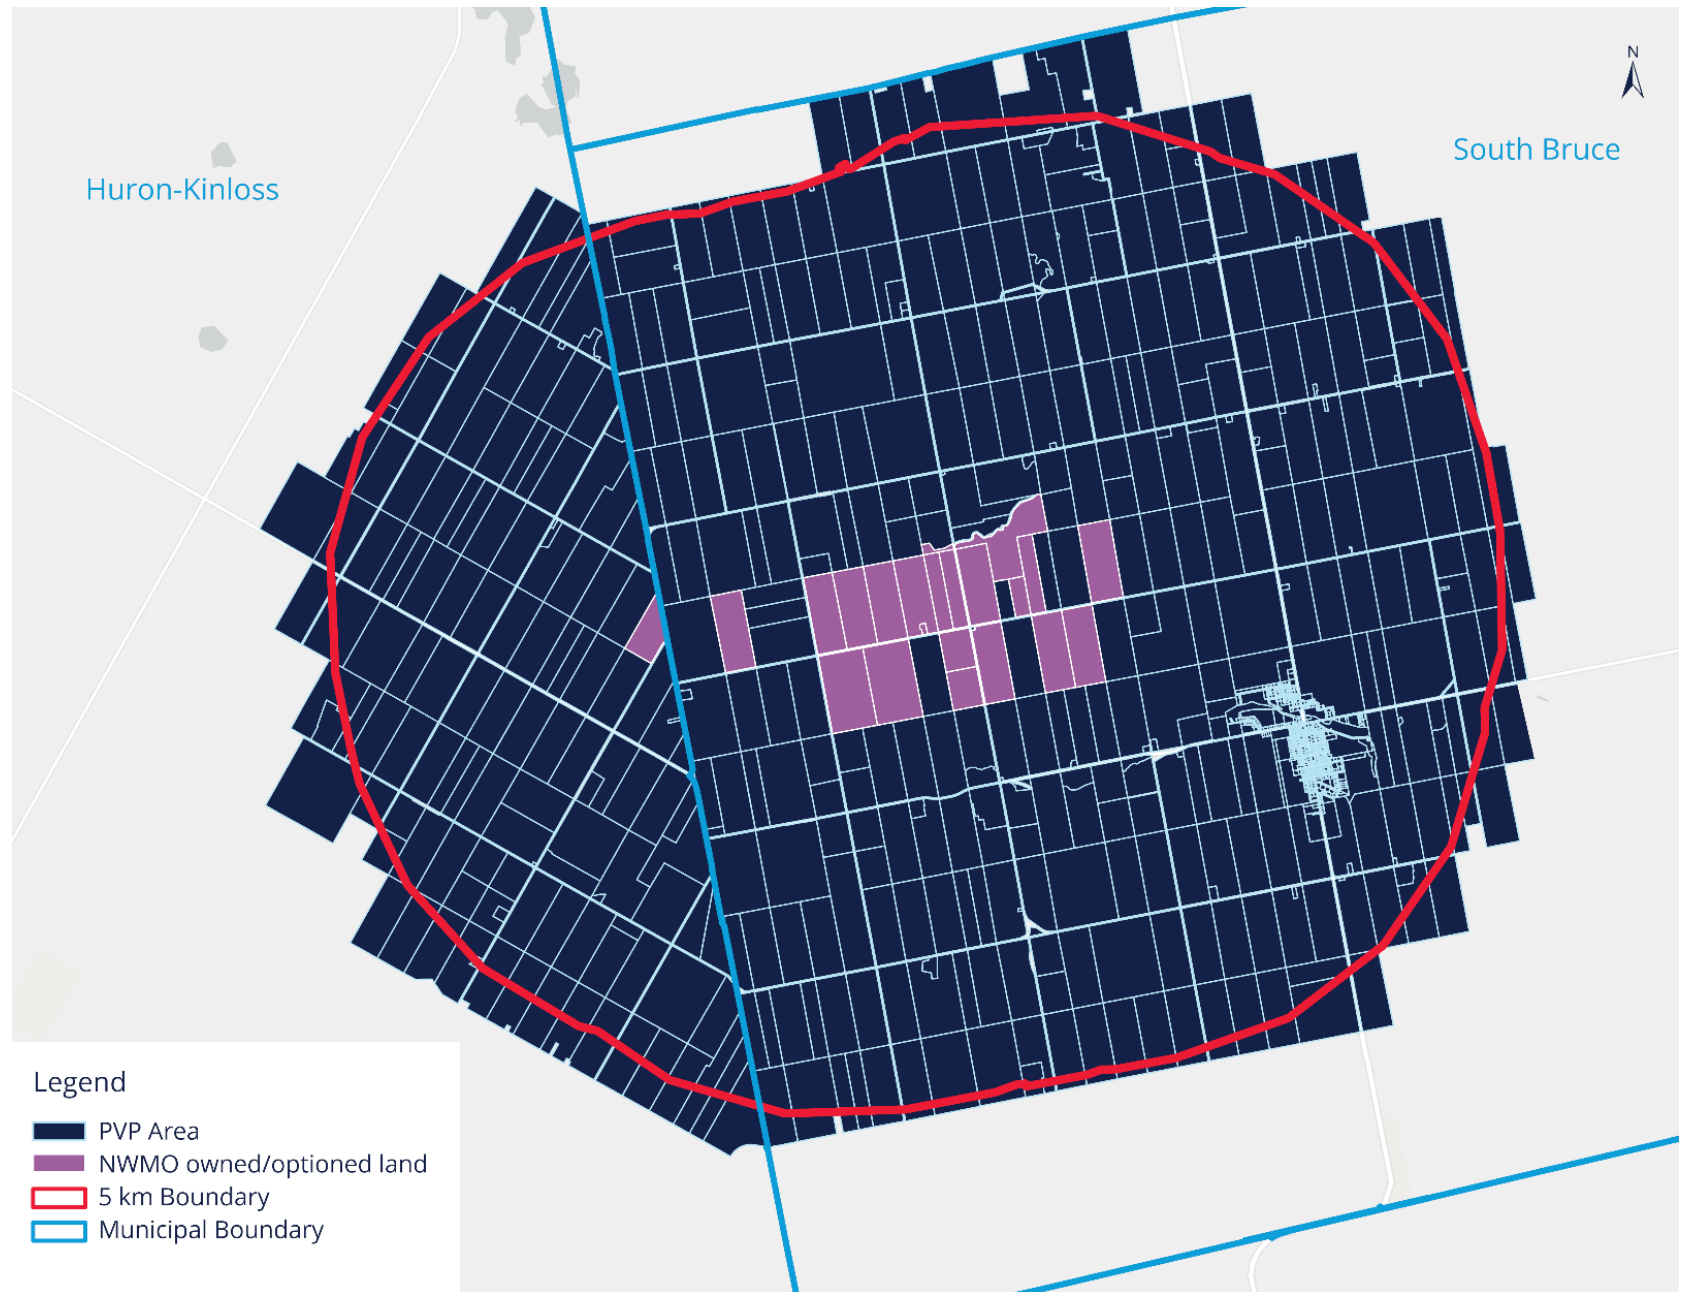 N
South Bruce
Huron-Kinloss
Legend
PVP Area
NWMO owned/optioned land
5 km Boundary
Municipal Boundary